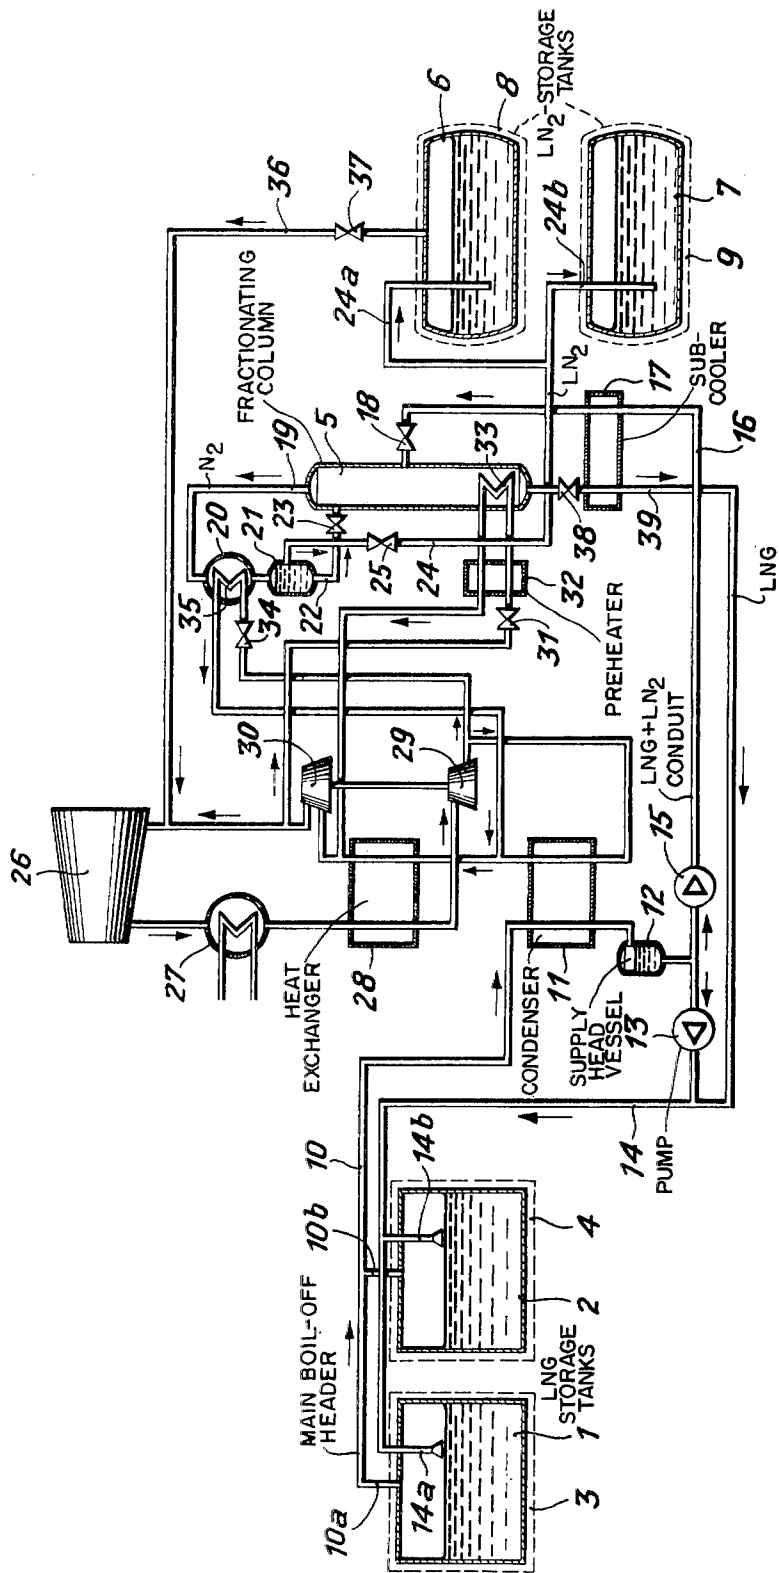 MAIN BOIL-OFF
HEADER
10a
10b
10
14a
14b
3
1
LNG
STORAGE
TANKS
2
4
14
PUMP
13
SUPPLY
HEAD
VESSEL
12
15
CONDENSER
11
HEAT
EXCHANGER
28
27
26
30
29
LNG+LN2
CONDUIT
LNG
PREHEATER
31
32
34
35
20
21
22
23
25
24
N2
19
FRACTIONATING
COLUMN
5
33
18
38
39
16
17
SUB-
COOLER
LN2
24a
24b
36
37
6
8
LN2-STORAGE
TANKS
7
9